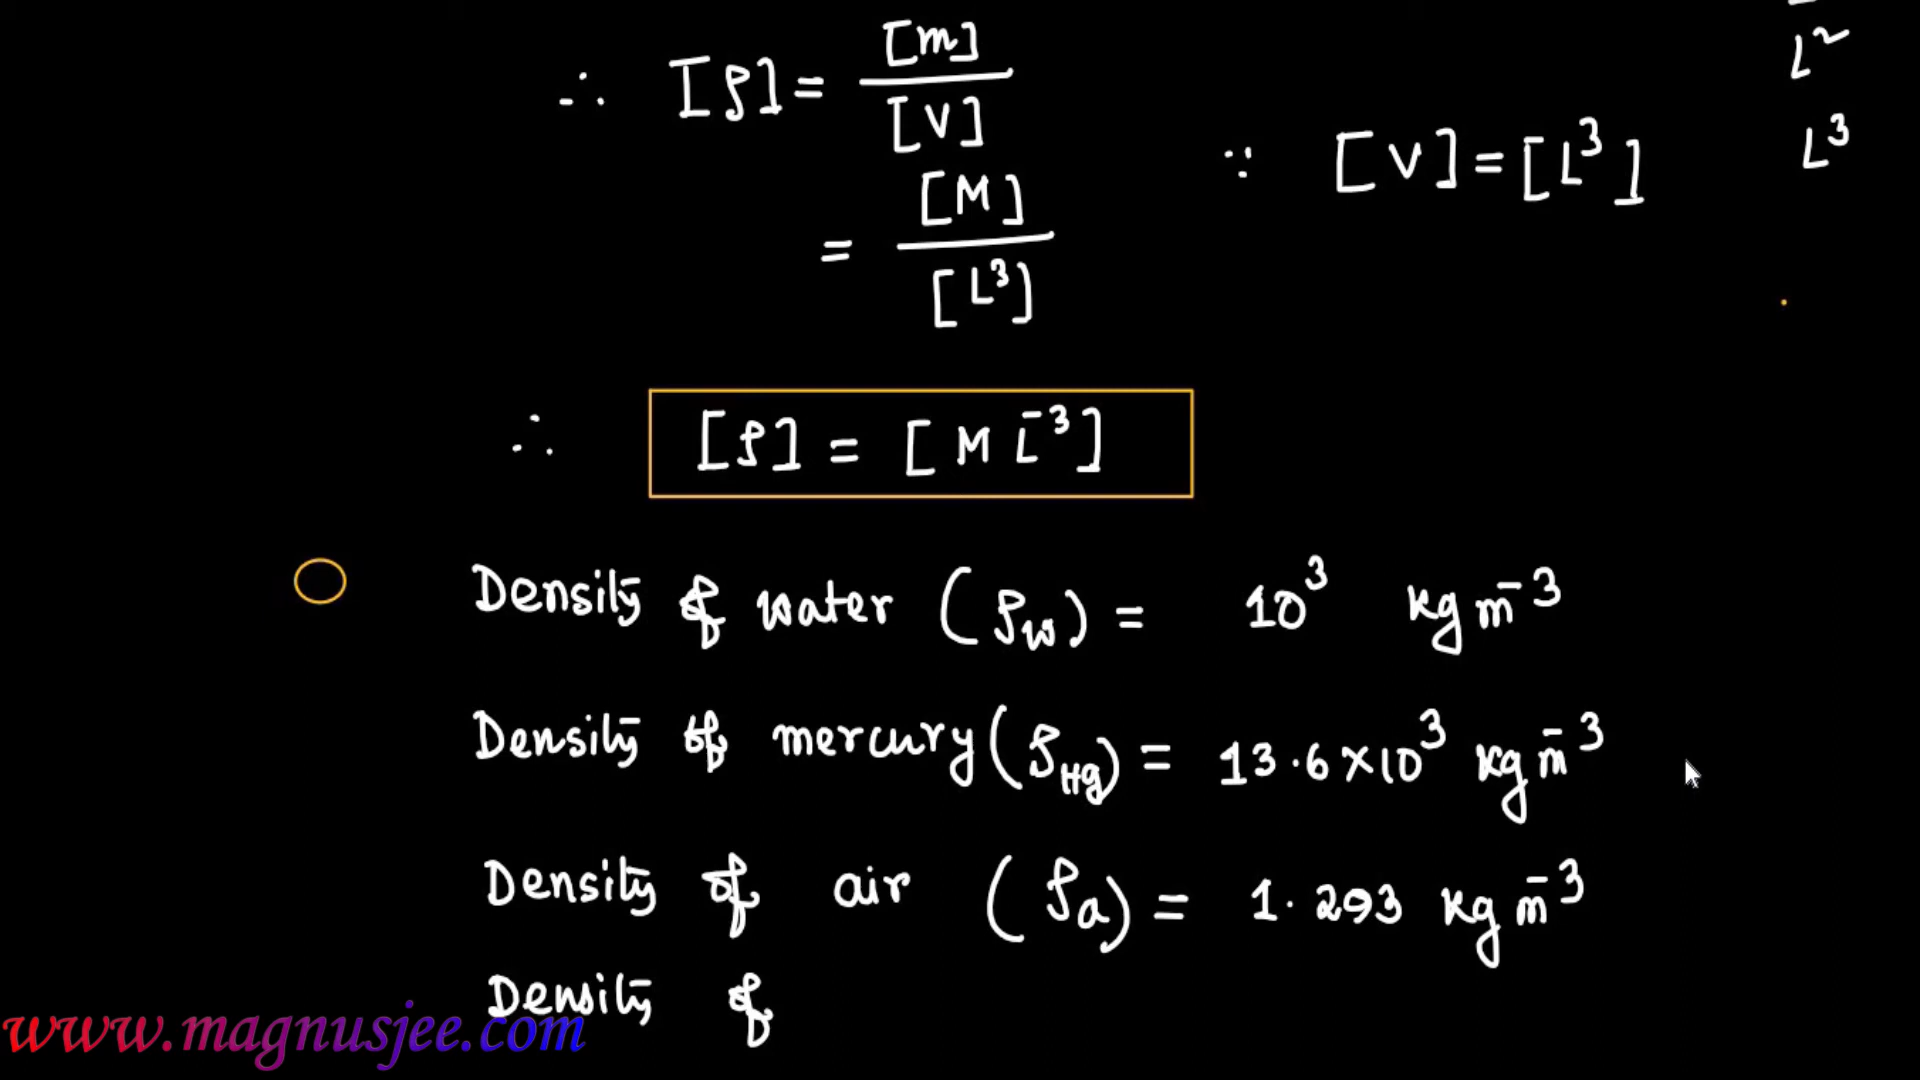 ∴ [ρ] = [m] / [V]
L²
∵ [V] = [L³]
L³
= [M] / [L³]
∴ [ρ] = [M L⁻³]
Density of water (ρw) = 10³ kg m⁻³
Density of mercury (ρHg) = 13.6×10³ kg m⁻³
Density of air (ρa) = 1.293 kg m⁻³
Density of
www.magnusjee.com